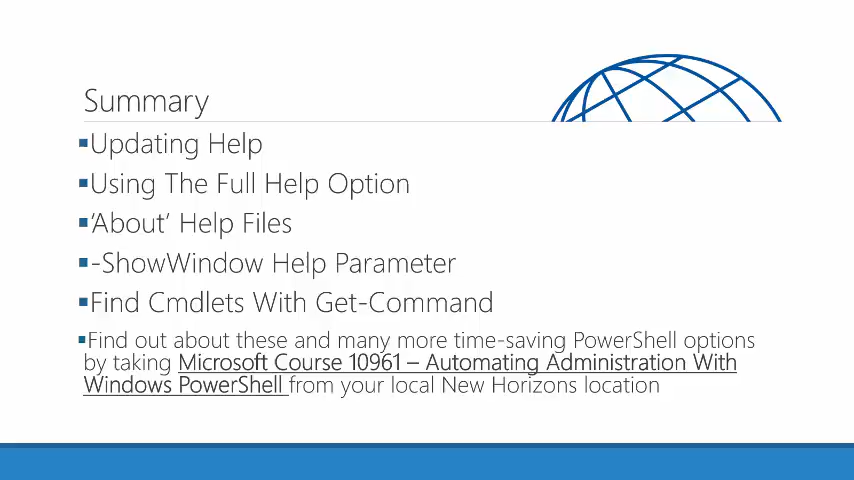 Summary
▪Updating Help
▪Using The Full Help Option
▪‘About’ Help Files
▪-ShowWindow Help Parameter
▪Find Cmdlets With Get-Command
▪Find out about these and many more time-saving PowerShell options
by taking Microsoft Course 10961 – Automating Administration With
Windows PowerShell from your local New Horizons location